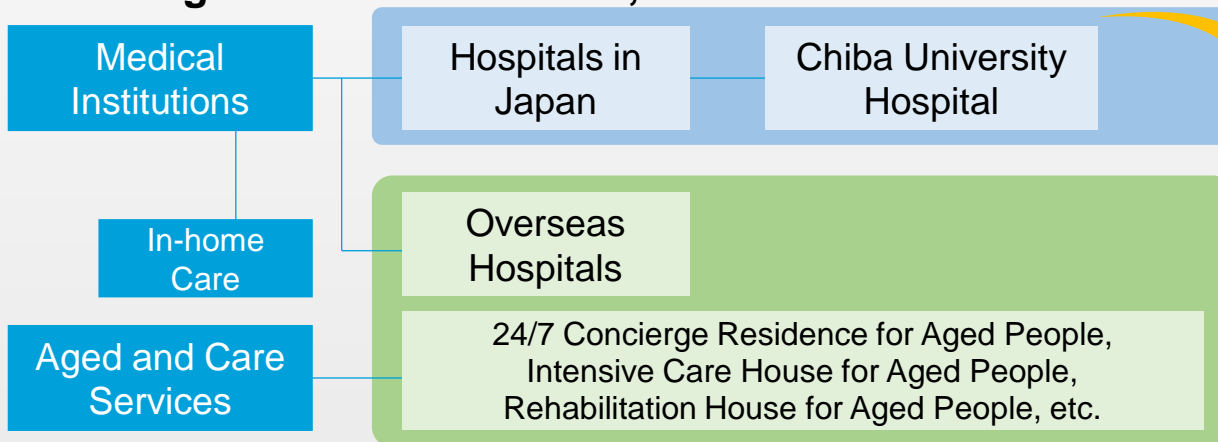 Medical
Institutions
Hospitals in
Japan
Chiba University
Hospital
In-home
Care
Overseas
Hospitals
Aged and Care
Services
24/7 Concierge Residence for Aged People,
Intensive Care House for Aged People,
Rehabilitation House for Aged People, etc.